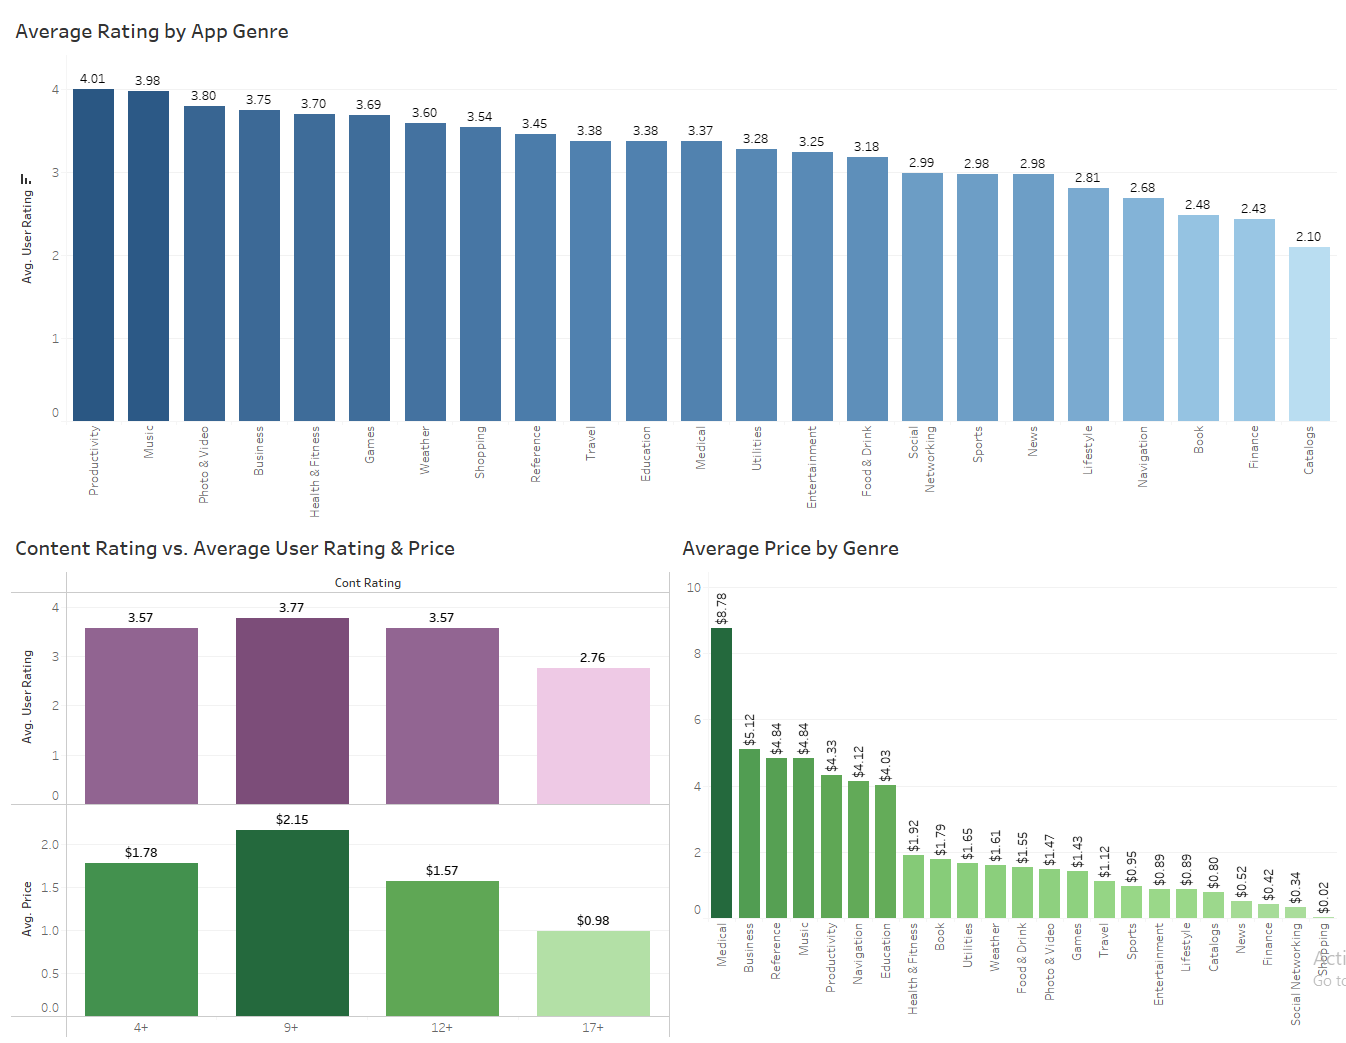 Average Rating by App Genre
Avg. User Rating
4
3
2
1
0
4.01
3.98
3.80
3.75
3.70
3.69
3.60
3.54
3.45
3.38
3.38
3.37
3.28
3.25
3.18
2.99
2.98
2.98
2.81
2.68
2.48
2.43
2.10
Productivity
Music
Photo & Video
Business
Health & Fitness
Games
Weather
Shopping
Reference
Travel
Education
Medical
Utilities
Entertainment
Food & Drink
Social
Networking
Sports
News
Lifestyle
Navigation
Book
Finance
Catalogs
Content Rating vs. Average User Rating & Price
Cont Rating
Avg. User Rating
4
3
2
1
0
3.57
3.77
3.57
2.76
Avg. Price
2.0
1.5
1.0
0.5
0.0
$1.78
$2.15
$1.57
$0.98
4+
9+
12+
17+
Average Price by Genre
10
8
6
4
2
0
$8.78
$5.12
$4.84
$4.84
$4.33
$4.12
$4.03
$1.92
$1.79
$1.65
$1.61
$1.55
$1.47
$1.43
$1.12
$0.95
$0.89
$0.89
$0.80
$0.52
$0.42
$0.34
$0.02
Medical
Business
Reference
Music
Productivity
Navigation
Education
Health & Fitness
Book
Utilities
Weather
Food & Drink
Photo & Video
Games
Travel
Sports
Entertainment
Lifestyle
Catalogs
News
Finance
Social Networking
Shopping
Acti
Go to